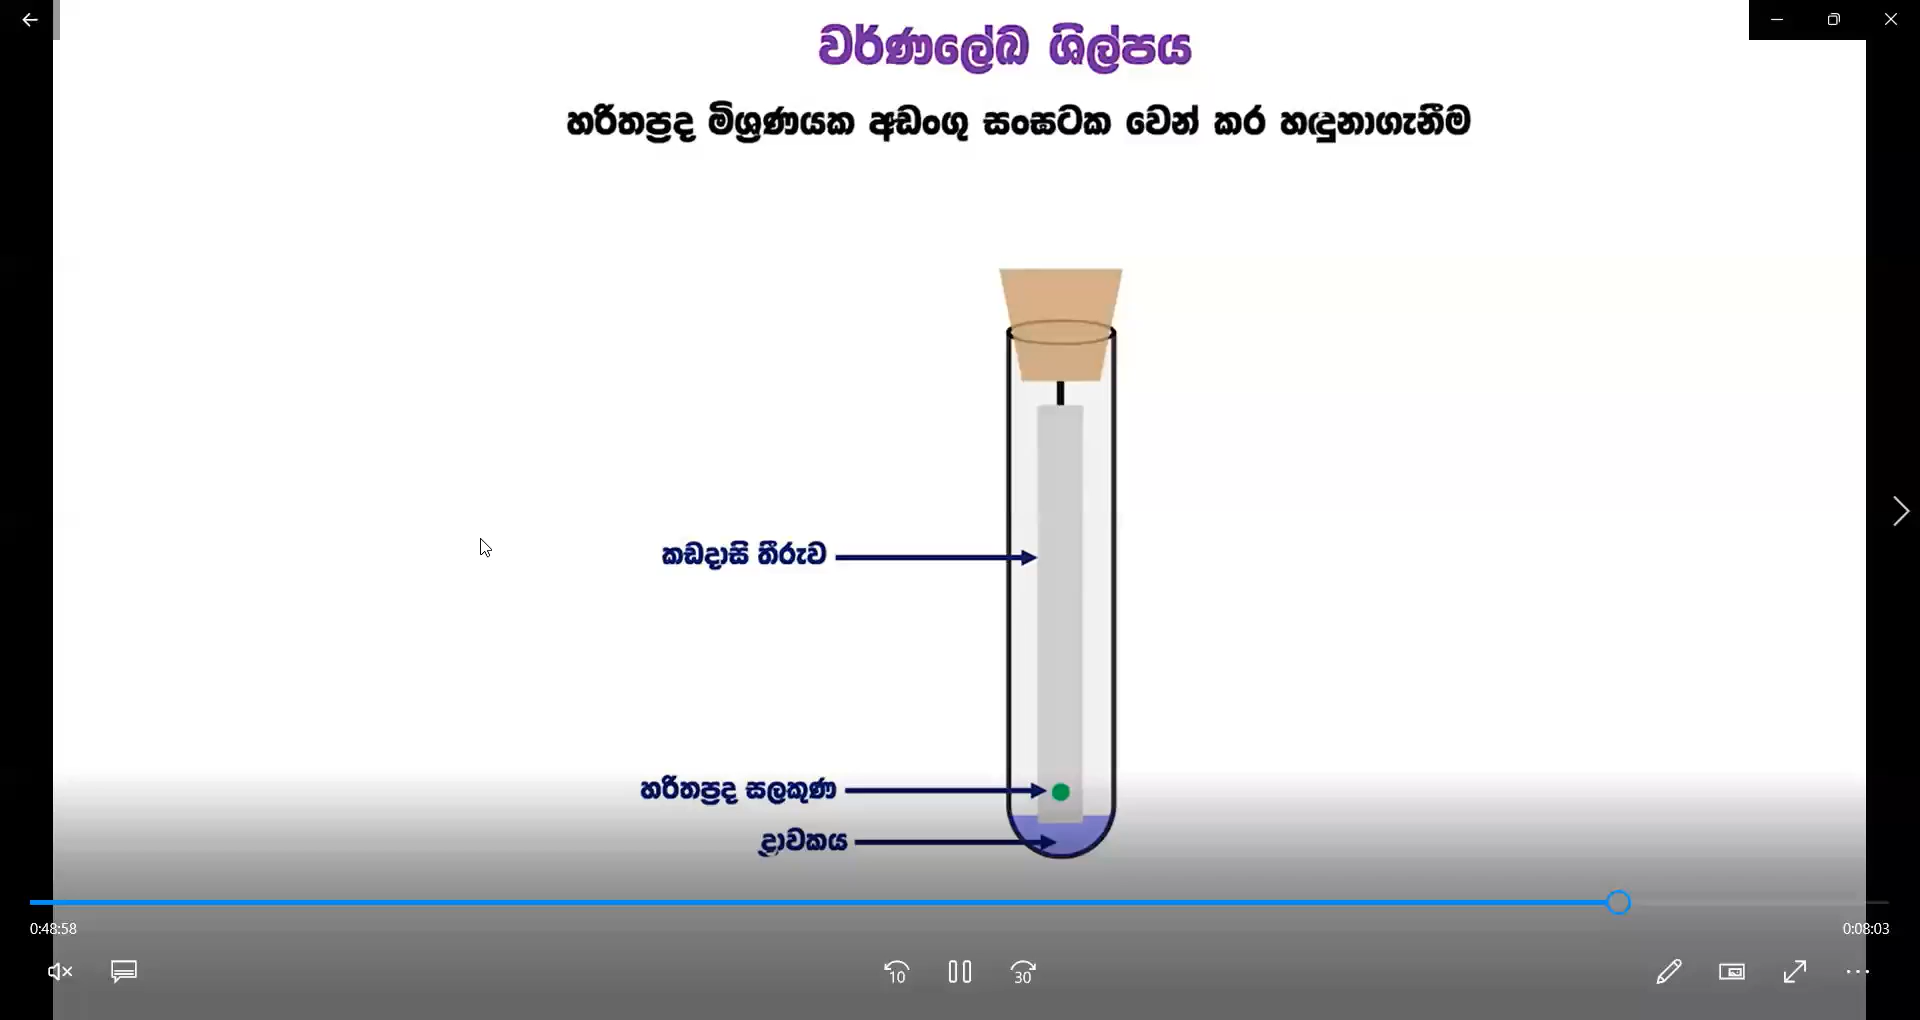 වර්ණලේඛ ශිල්පය
හරිතප්‍රද මිශ්‍රණයක අඩංගු සංඝටක වෙන් කර හඳුනාගැනීම
කඩදාසි තීරුව
හරිතප්‍රද සලකුණ
ද්‍රාවකය
0:48:58
0:08:03
10
30